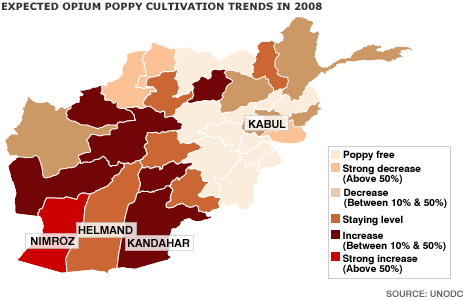 EXPECTED OPIUM POPPY CULTIVATION TRENDS IN 2008
KABUL
Poppy free
Strong decrease
(Above 50%)
Decrease
(Between 10% & 50%)
Staying level
Increase
(Between 10% & 50%)
Strong increase
(Above 50%)
HELMAND
NIMROZ
KANDAHAR
SOURCE: UNODC